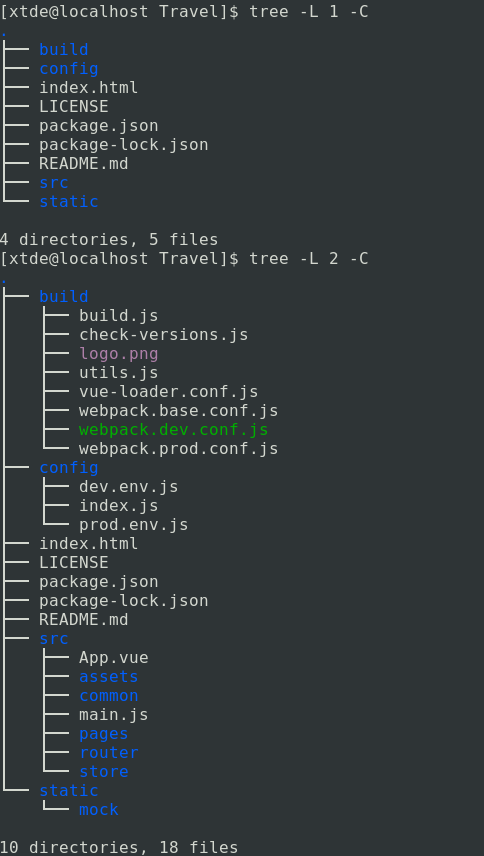 [xtde@localhost Travel]$ tree -L 1 -C
.
├── build
├── config
├── index.html
├── LICENSE
├── package.json
├── package-lock.json
├── README.md
├── src
└── static

4 directories, 5 files
[xtde@localhost Travel]$ tree -L 2 -C
.
├── build
│   ├── build.js
│   ├── check-versions.js
│   ├── logo.png
│   ├── utils.js
│   ├── vue-loader.conf.js
│   ├── webpack.base.conf.js
│   ├── webpack.dev.conf.js
│   └── webpack.prod.conf.js
├── config
│   ├── dev.env.js
│   ├── index.js
│   └── prod.env.js
├── index.html
├── LICENSE
├── package.json
├── package-lock.json
├── README.md
├── src
│   ├── App.vue
│   ├── assets
│   ├── common
│   ├── main.js
│   ├── pages
│   ├── router
│   └── store
└── static
    └── mock

10 directories, 18 files